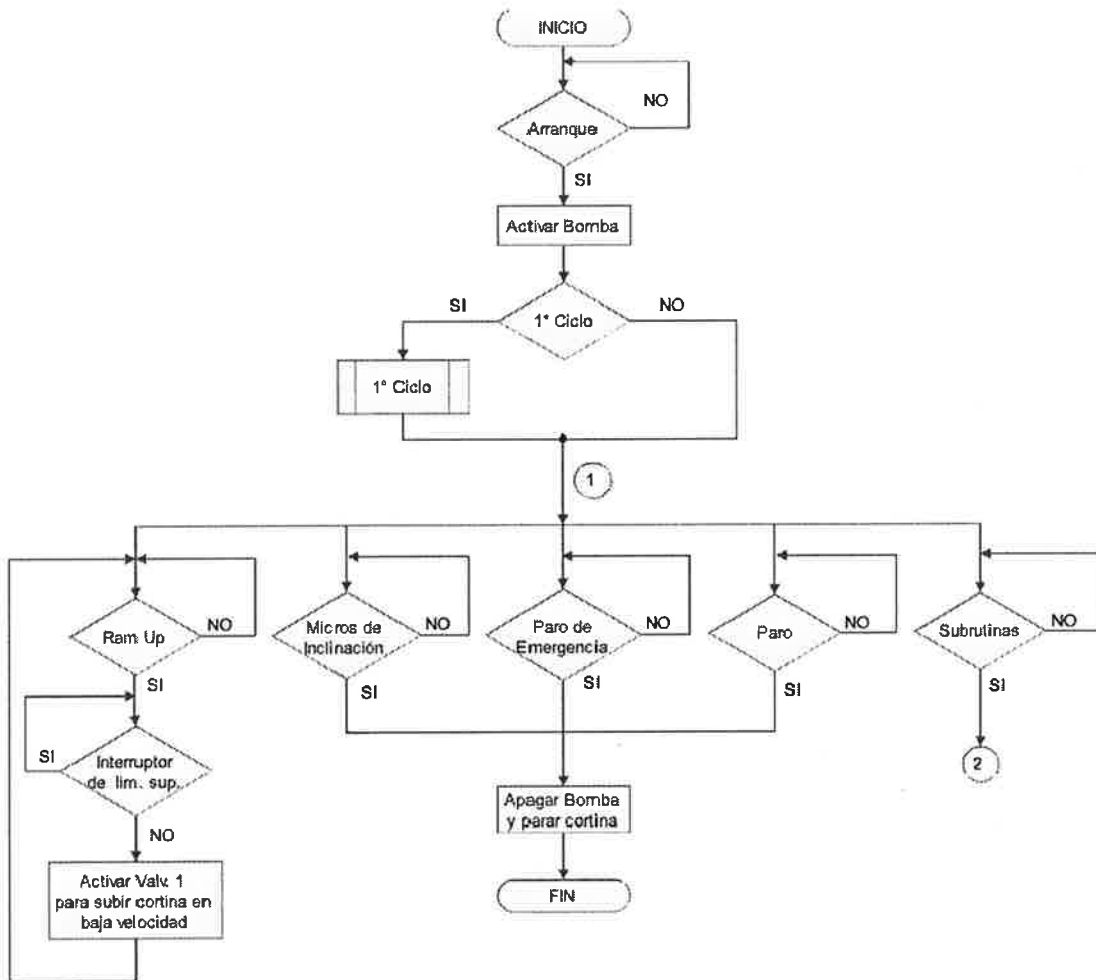 INICIO
NO
Arranque
SI
Activar Bomba
SI
NO
1° Ciclo
1° Ciclo
1
Ram Up
NO
Micros de
Inclinación
NO
Paro de
Emergencia
NO
Paro
NO
Subrutinas
NO
SI
SI
SI
SI
SI
SI
Interruptor
de lim. sup.
2
NO
Apagar Bomba
y parar cortina
Activar Valv. 1
para subir cortina en
baja velocidad
FIN